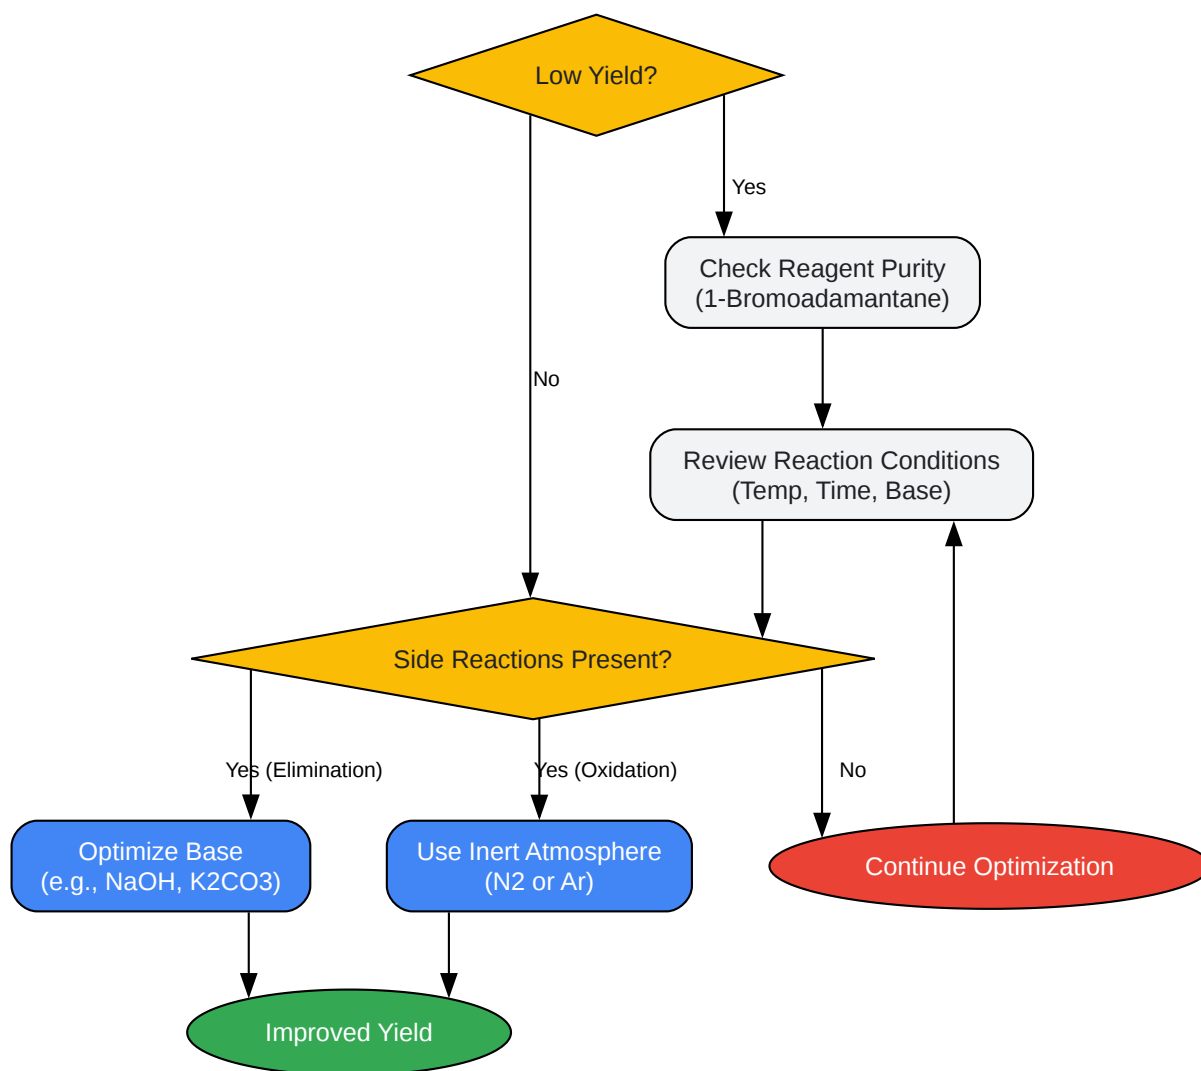 Low Yield?
Yes
Check Reagent Purity
(1-Bromoadamantane)
No
Review Reaction Conditions
(Temp, Time, Base)
Side Reactions Present?
Yes (Elimination)
Yes (Oxidation)
No
Optimize Base
(e.g., NaOH, K2CO3)
Use Inert Atmosphere
(N2 or Ar)
Continue Optimization
Improved Yield